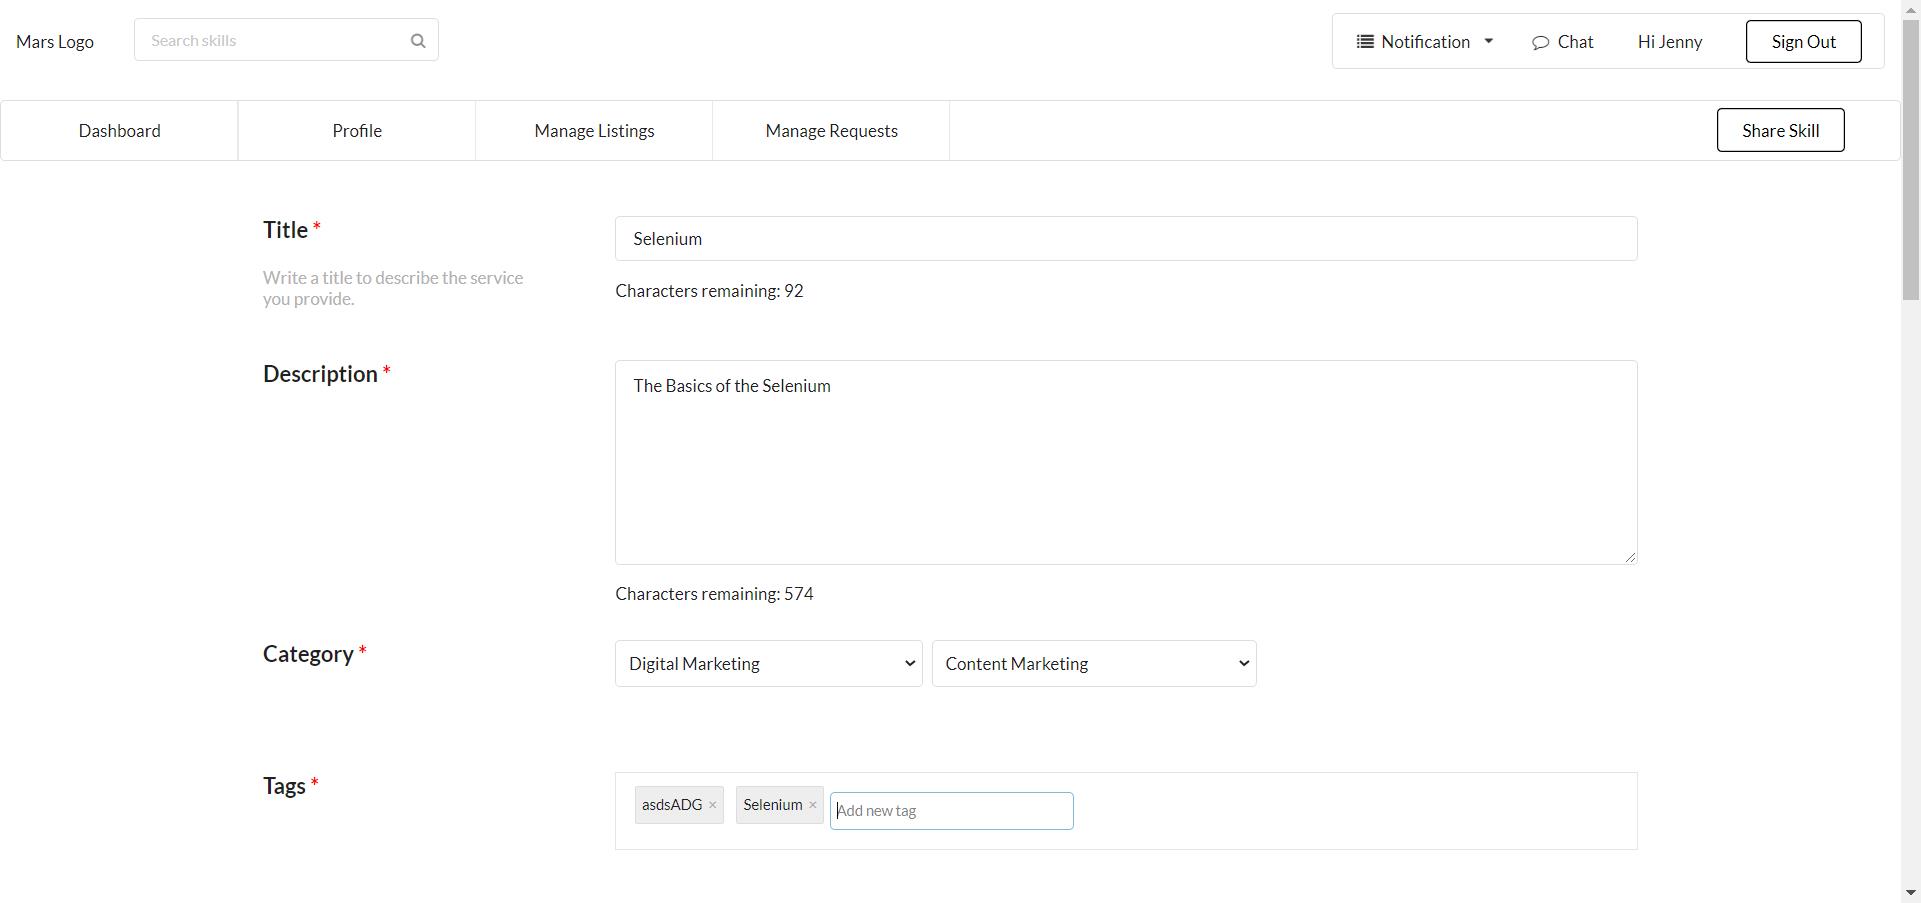 Mars Logo
Search skills
Notification
Chat
Hi Jenny
Sign Out
Dashboard
Profile
Manage Listings
Manage Requests
Share Skill
Title *
Write a title to describe the service
you provide.
Selenium
Characters remaining: 92
Description *
The Basics of the Selenium
Characters remaining: 574
Category *
Digital Marketing
Content Marketing
Tags *
asdsADG ×
Selenium ×
Add new tag